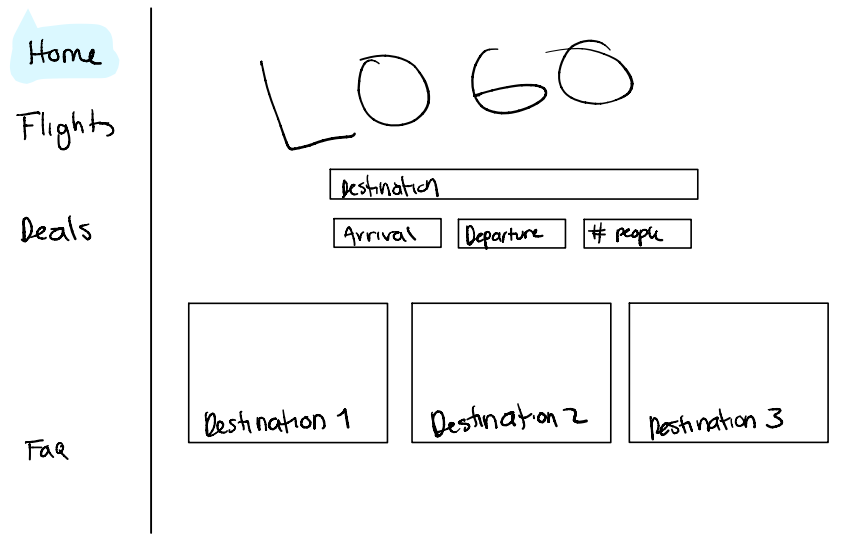 Home
Flights
Deals
Faq
LOGO
Destination
Arrival
Departure
# people
Destination 1
Destination 2
Destination 3